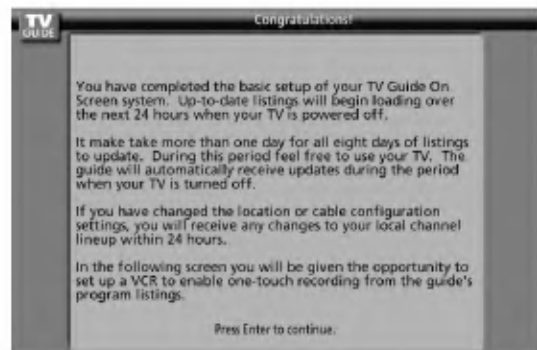 TV
GUIDE
Congratulations!
You have completed the basic setup of your TV Guide On
Screen system. Up-to-date listings will begin loading over
the next 24 hours when your TV is powered off.
It make take more than one day for all eight days of listings
to update. During this period feel free to use your TV. The
guide will automatically receive updates during the period
when your TV is turned off.
If you have changed the location or cable configuration
settings, you will receive any changes to your local channel
lineup within 24 hours.
In the following screen you will be given the opportunity to
set up a VCR to enable one-touch recording from the guide's
program listings.
Press Enter to continue.